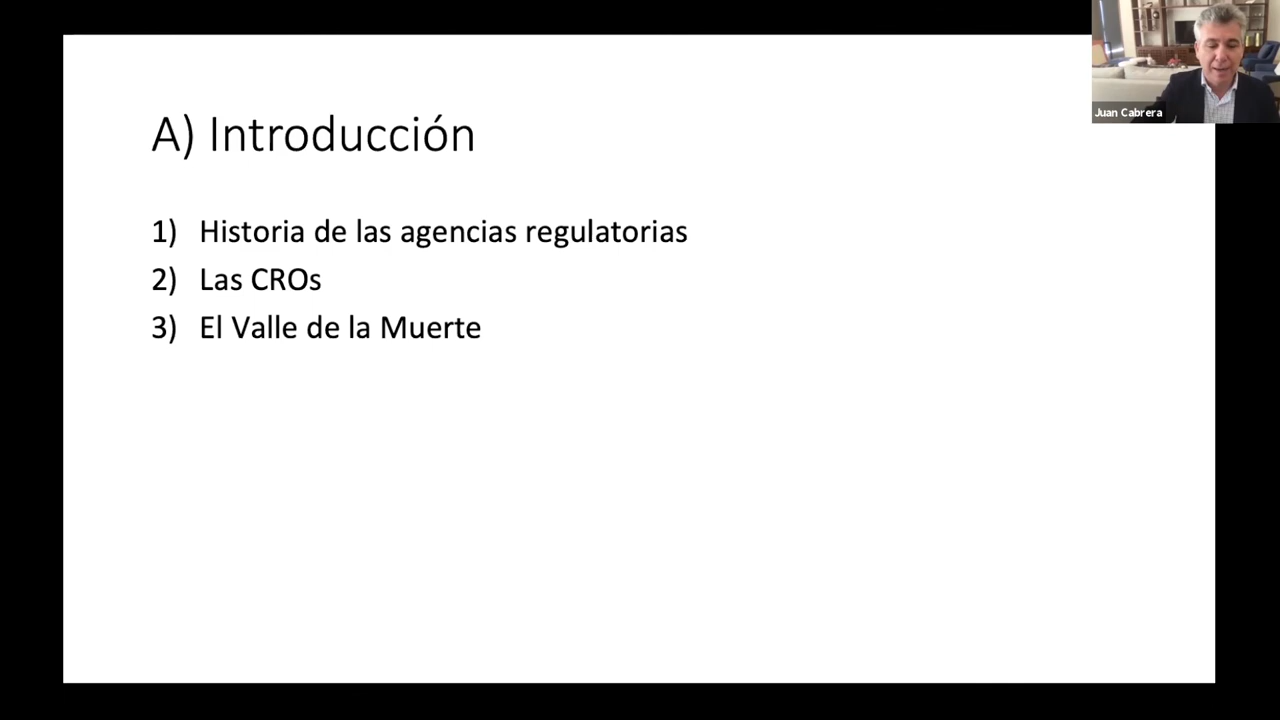 A) Introducción
1) Historia de las agencias regulatorias
2) Las CROs
3) El Valle de la Muerte
Juan Cabrera